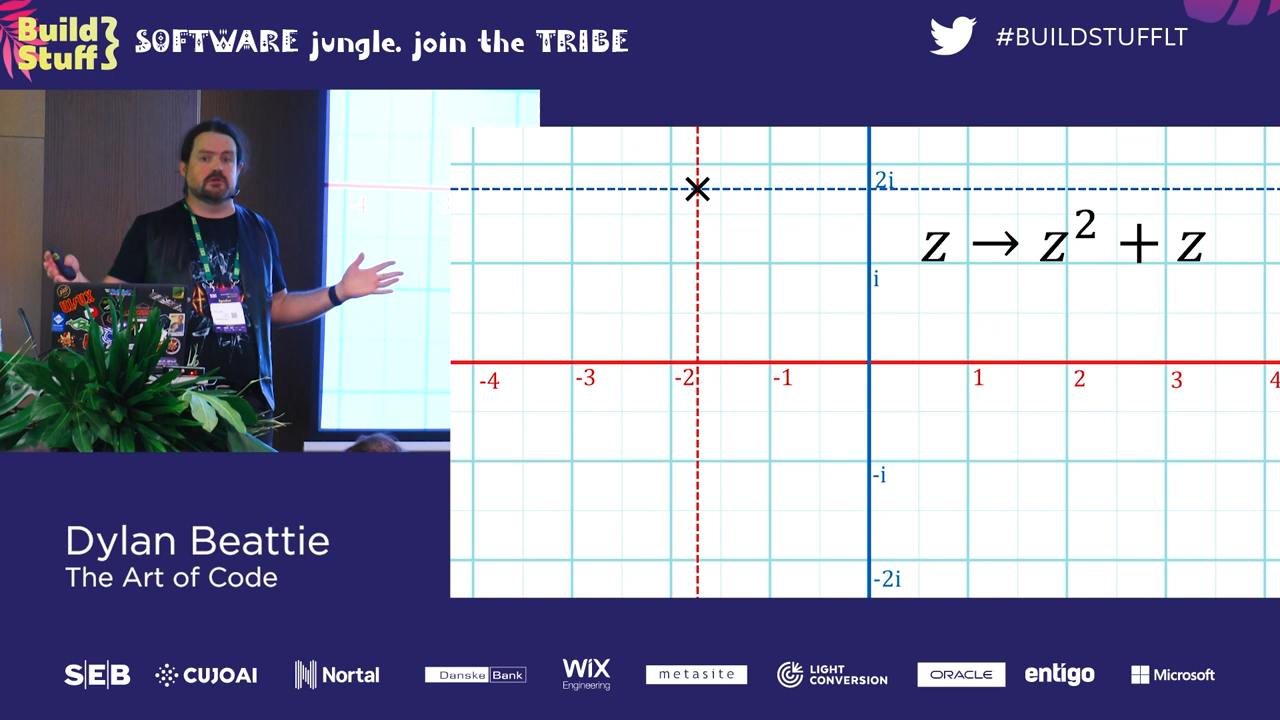 Build
Stuff}
SOFTWARE jungle. join the TRIBE
#BUILDSTUFFLT
2i
z → z² + z
i
-4 -3 -2 -1 1 2 3 4
-i
-2i
Dylan Beattie
The Art of Code
SEB CUJOAI Nortal Danske Bank WiX Engineering metasite LIGHT CONVERSION ORACLE entigo Microsoft